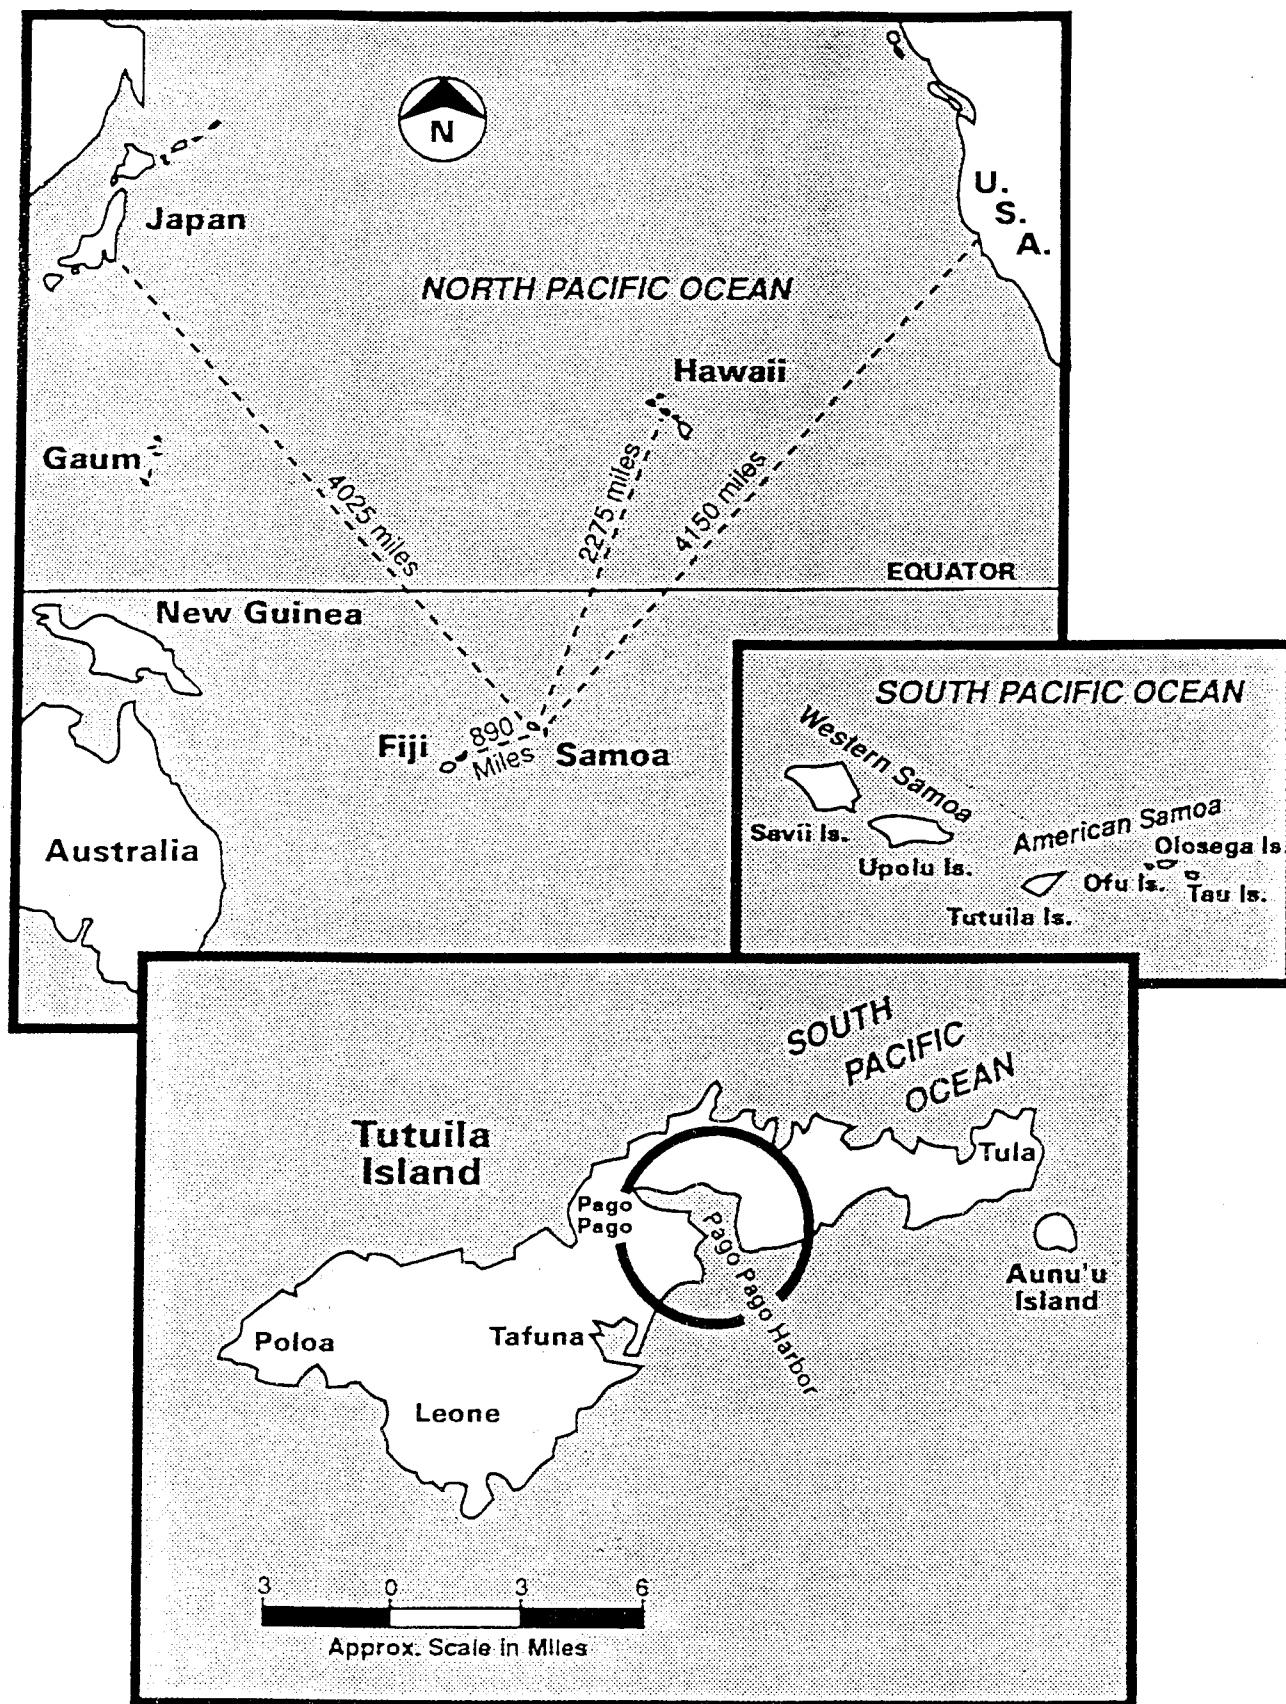 N
Japan
U.
S.
A.
NORTH PACIFIC OCEAN
Hawaii
Gaum
4025 miles
2275 miles
4150 miles
EQUATOR
New Guinea
Fiji
890
Miles
Samoa
Australia
SOUTH PACIFIC OCEAN
Western Samoa
Savii Is.
Upolu Is.
American Samoa
Olosega Is.
Ofu Is.
Tau Is.
Tutuila Is.
SOUTH
PACIFIC
OCEAN
Tutuila
Island
Tula
Pago
Pago
Pago Pago Harbor
Aunu'u
Island
Poloa
Tafuna
Leone
3 0 3 6
Approx. Scale in Miles